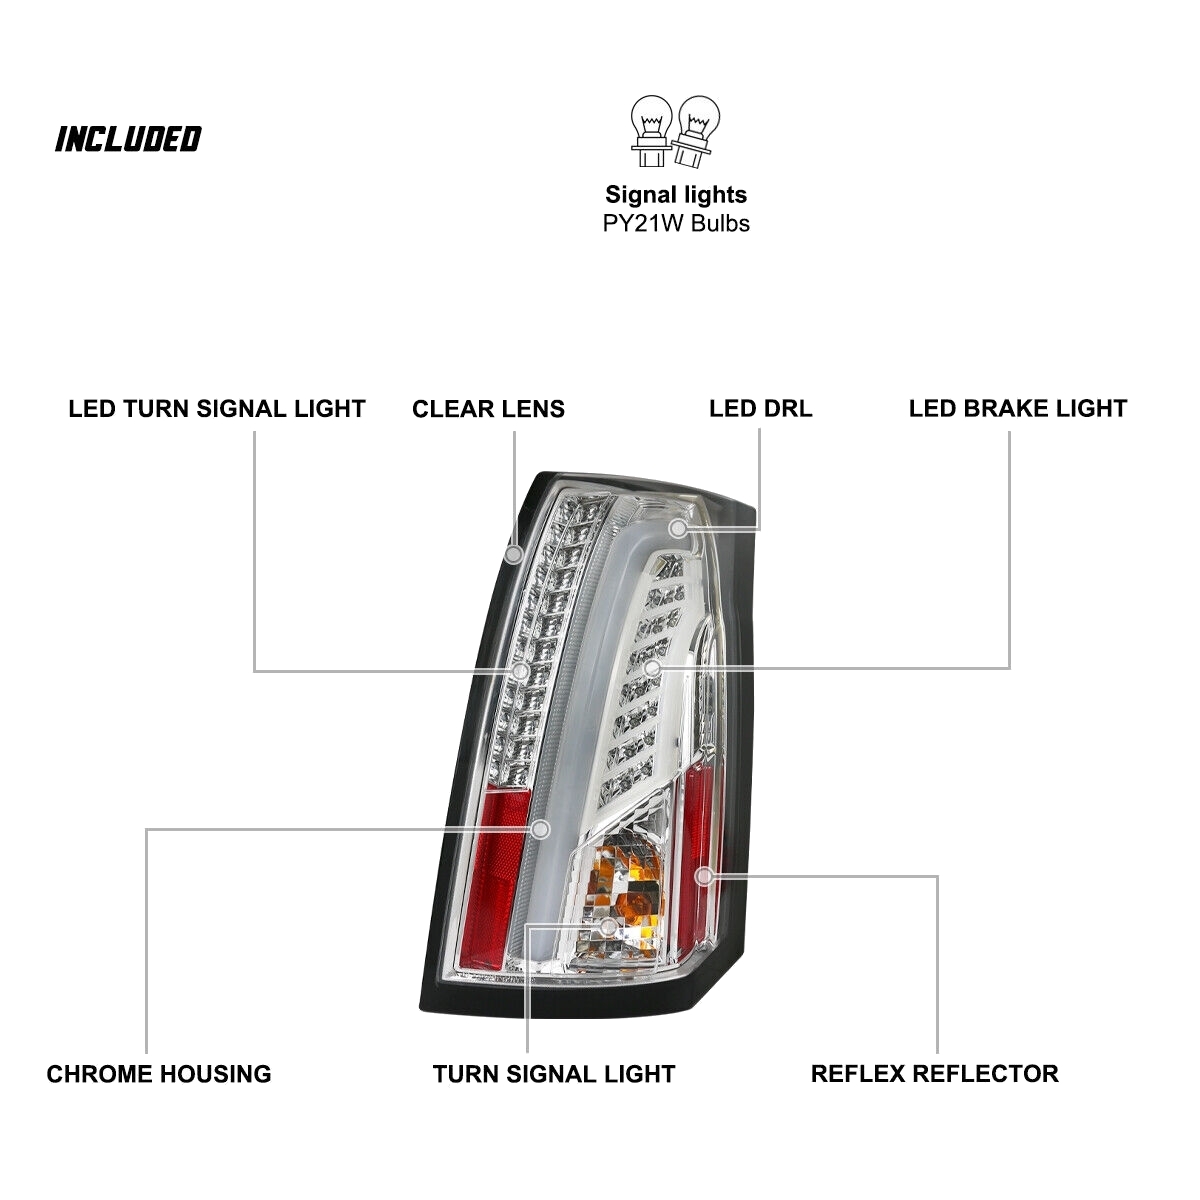 INCLUDED
Signal lights
PY21W Bulbs
LED TURN SIGNAL LIGHT
CLEAR LENS
LED DRL
LED BRAKE LIGHT
CHROME HOUSING
TURN SIGNAL LIGHT
REFLEX REFLECTOR